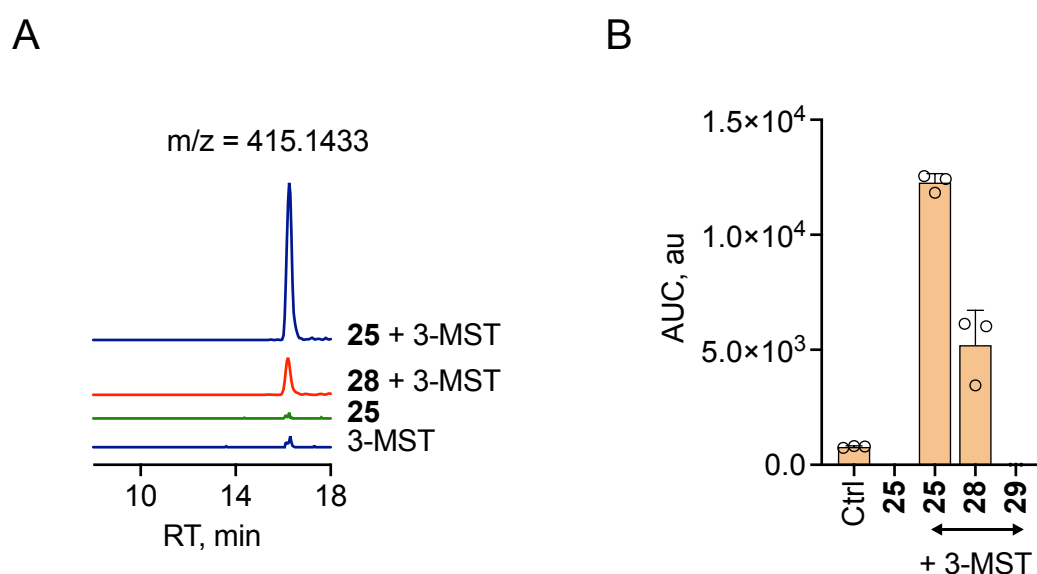 A
m/z = 415.1433
25 + 3-MST
28 + 3-MST
25
3-MST
10 14 18
RT, min
B
1.5×10⁴
1.0×10⁴
5.0×10³
0.0
AUC, au
Ctrl 25 25 28 29
+ 3-MST